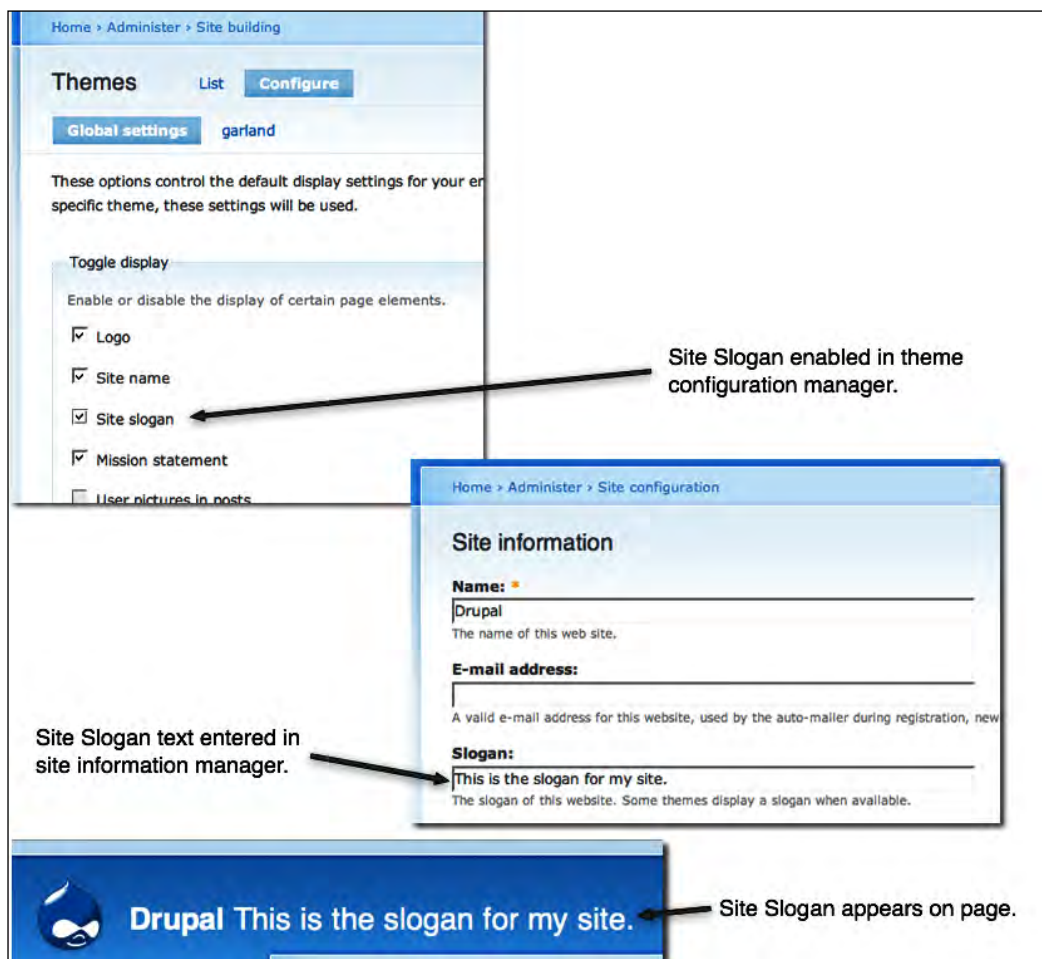 Home › Administer › Site building
Themes List Configure
Global settings garland
These options control the default display settings for your er
specific theme, these settings will be used.
Toggle display
Enable or disable the display of certain page elements.
Logo
Site name
Site slogan
Mission statement
User pictures in posts
Site Slogan enabled in theme
configuration manager.
Home › Administer › Site configuration
Site information
Name: *
Drupal
The name of this web site.
E-mail address:
A valid e-mail address for this website, used by the auto-mailer during registration, new
Slogan:
This is the slogan for my site.
The slogan of this website. Some themes display a slogan when available.
Site Slogan text entered in
site information manager.
Drupal This is the slogan for my site.
Site Slogan appears on page.